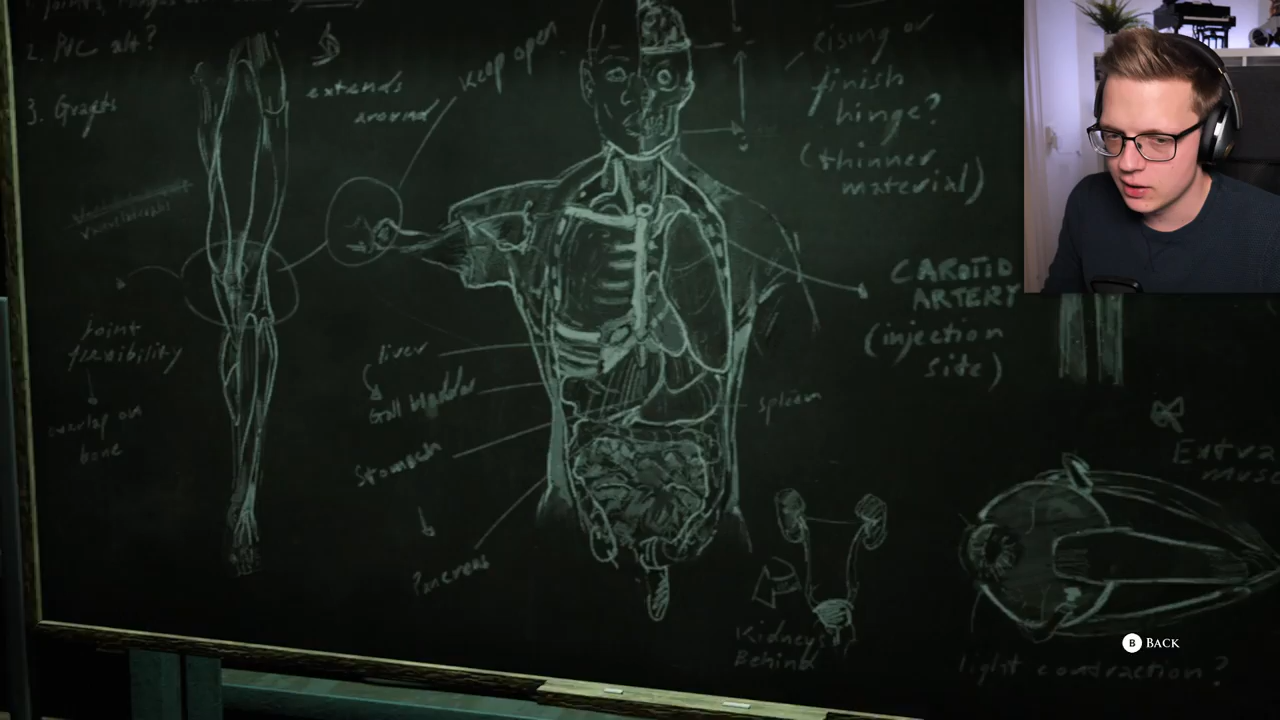 2. PVC alt?
3. Grafts
extends
around
Keep open
Rising or
finish
hinge?
(thinner
material)
CAROTID
ARTERY
(injection
site)
Joint
flexibility
overlap on
bone
liver
Gall bladder
Stomach
Pancreas
spleen
Kidneys
Behind
Extra
musc
light contraction?
B BACK